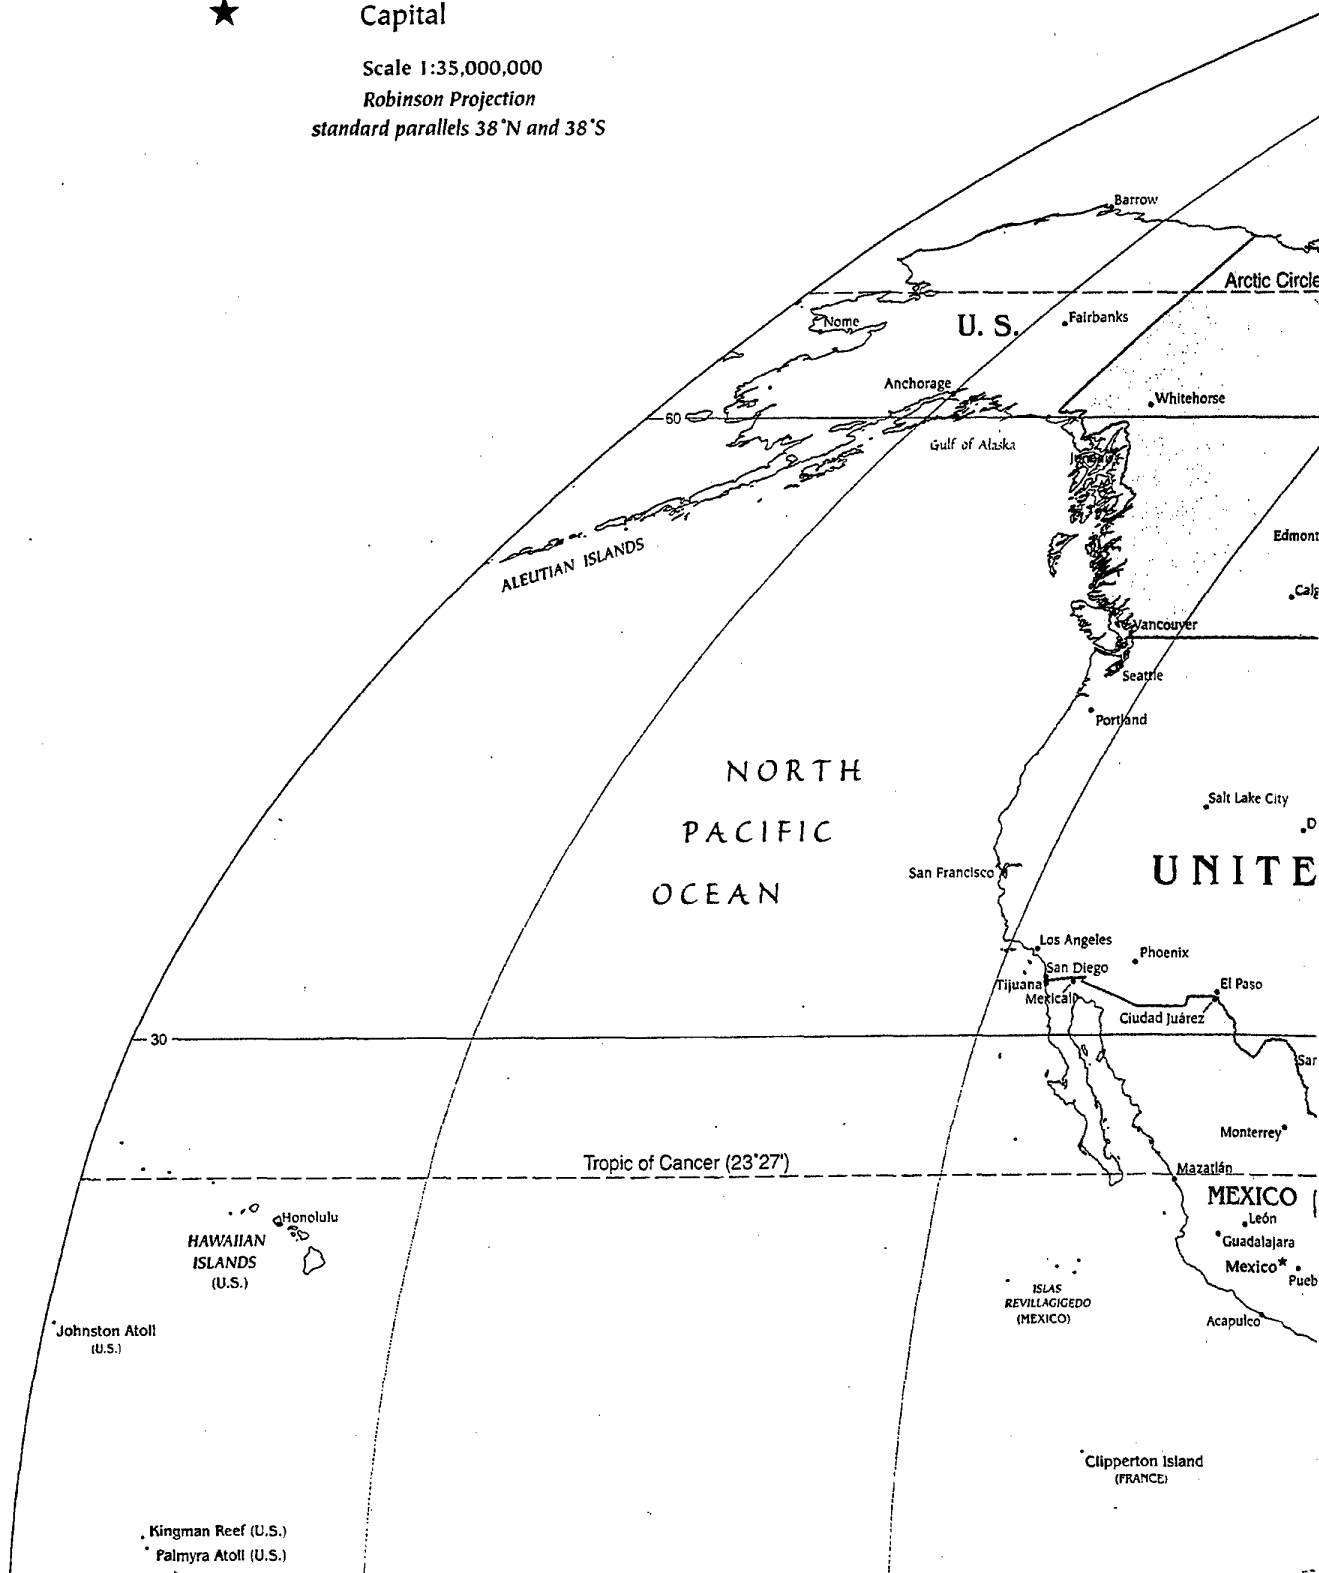 ★ Capital
Scale 1:35,000,000
Robinson Projection
standard parallels 38°N and 38°S
Barrow
Arctic Circle
Nome
U. S.
Fairbanks
Anchorage
Whitehorse
60
Gulf of Alaska
Edmont
ALEUTIAN ISLANDS
Calg
Vancouver
Seattle
Portland
NORTH
PACIFIC
OCEAN
Salt Lake City
D
San Francisco
UNITE
Los Angeles
Phoenix
San Diego
Tijuana
Mexicali
El Paso
Ciudad Juárez
30
San
Monterrey
Tropic of Cancer (23°27')
Mazatlán
MEXICO
Honolulu
León
HAWAIIAN
ISLANDS
(U.S.)
Guadalajara
Mexico
Pueb
ISLAS
REVILLAGIGEDO
(MEXICO)
Acapulco
Johnston Atoll
(U.S.)
Clipperton Island
(FRANCE)
Kingman Reef (U.S.)
Palmyra Atoll (U.S.)